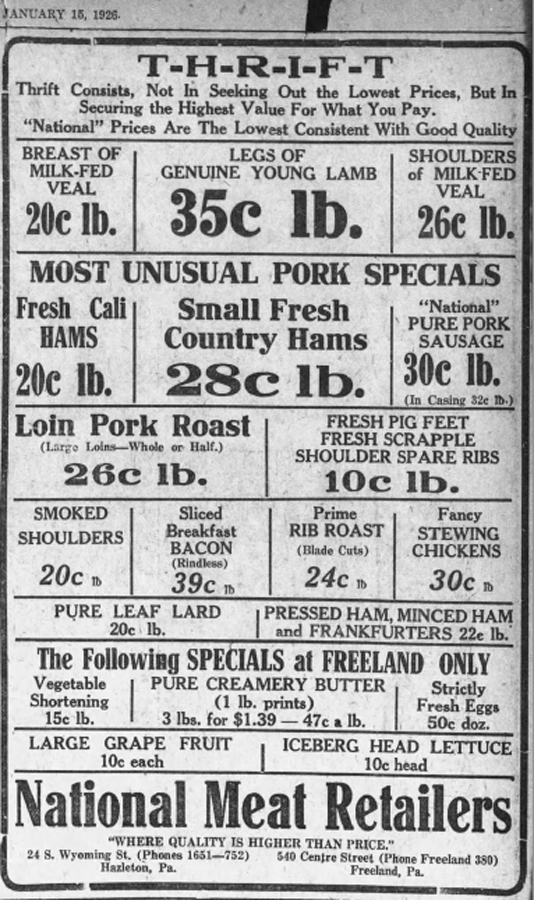 JANUARY 15, 1926.
T-H-R-I-F-T
Thrift Consists, Not In Seeking Out the Lowest Prices, But In
Securing the Highest Value For What You Pay.
"National" Prices Are The Lowest Consistent With Good Quality
BREAST OF
MILK-FED
VEAL
20c lb.
LEGS OF
GENUINE YOUNG LAMB
35c lb.
SHOULDERS
of MILK-FED
VEAL
26c lb.
MOST UNUSUAL PORK SPECIALS
Fresh Cali
HAMS
20c lb.
Small Fresh
Country Hams
28c lb.
"National"
PURE PORK
SAUSAGE
30c lb.
(In Casing 32c lb.)
Loin Pork Roast
(Large Loins—Whole or Half.)
26c lb.
FRESH PIG FEET
FRESH SCRAPPLE
SHOULDER SPARE RIBS
10c lb.
SMOKED
SHOULDERS
20c lb
Sliced
Breakfast
BACON
(Rindless)
39c lb
Prime
RIB ROAST
(Blade Cuts)
24c lb
Fancy
STEWING
CHICKENS
30c lb
PURE LEAF LARD
20c lb.
PRESSED HAM, MINCED HAM
and FRANKFURTERS 22c lb.
The Following SPECIALS at FREELAND ONLY
Vegetable
Shortening
15c lb.
PURE CREAMERY BUTTER
(1 lb. prints)
3 lbs. for $1.39 — 47c a lb.
Strictly
Fresh Eggs
50c doz.
LARGE GRAPE FRUIT
10c each
ICEBERG HEAD LETTUCE
10c head
National Meat Retailers
"WHERE QUALITY IS HIGHER THAN PRICE."
24 S. Wyoming St. (Phones 1651—752)
Hazleton, Pa.
540 Centre Street (Phone Freeland 380)
Freeland, Pa.